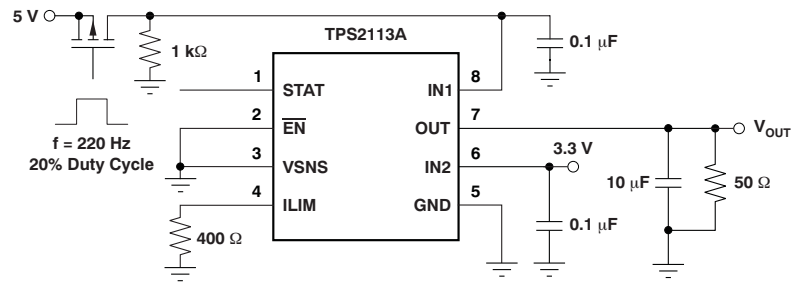 5 V
TPS2113A
1 kΩ
0.1 μF
1
STAT
IN1
8
2
EN
OUT
7
VOUT
f = 220 Hz
20% Duty Cycle
3
VSNS
IN2
6
3.3 V
4
ILIM
GND
5
10 μF
50 Ω
400 Ω
0.1 μF